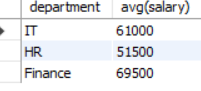 department avg(salary)
IT 61000
HR 51500
Finance 69500